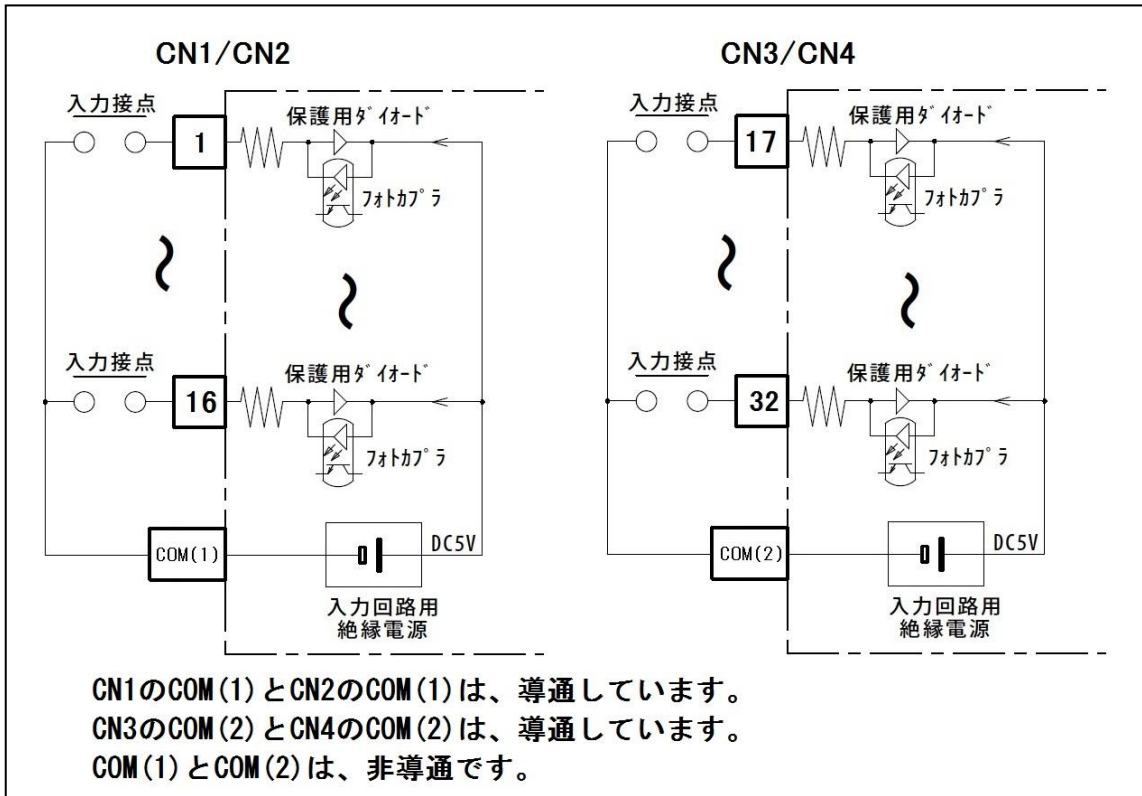 CN1/CN2
入力接点
1
保護用ダイオード
フォトカプラ
入力接点
16
保護用ダイオード
フォトカプラ
COM(1)
DC5V
入力回路用
絶縁電源
CN3/CN4
入力接点
17
保護用ダイオード
フォトカプラ
入力接点
32
保護用ダイオード
フォトカプラ
COM(2)
DC5V
入力回路用
絶縁電源
CN1のCOM(1)とCN2のCOM(1)は、導通しています。
CN3のCOM(2)とCN4のCOM(2)は、導通しています。
COM(1)とCOM(2)は、非導通です。